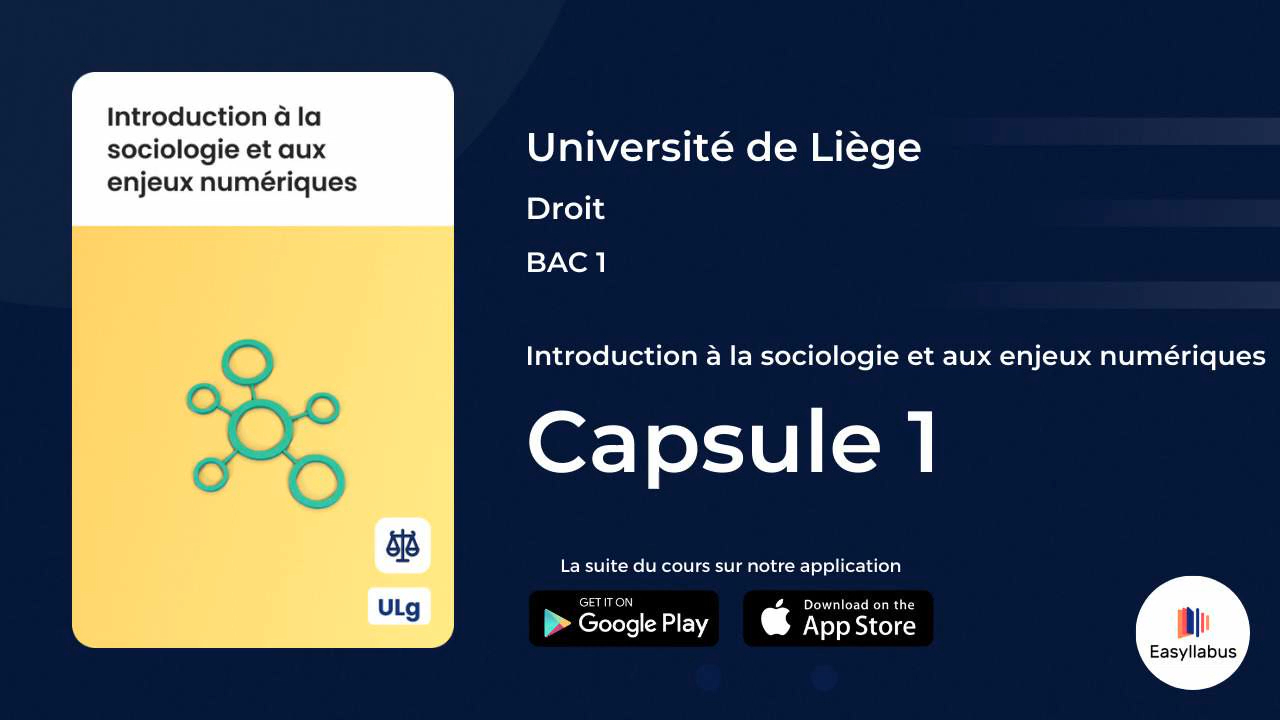 Introduction à la
sociologie et aux
enjeux numériques
ULg
Université de Liège
Droit
BAC 1
Introduction à la sociologie et aux enjeux numériques
Capsule 1
La suite du cours sur notre application
GET IT ON
Google Play
Download on the
App Store
Easyllabus